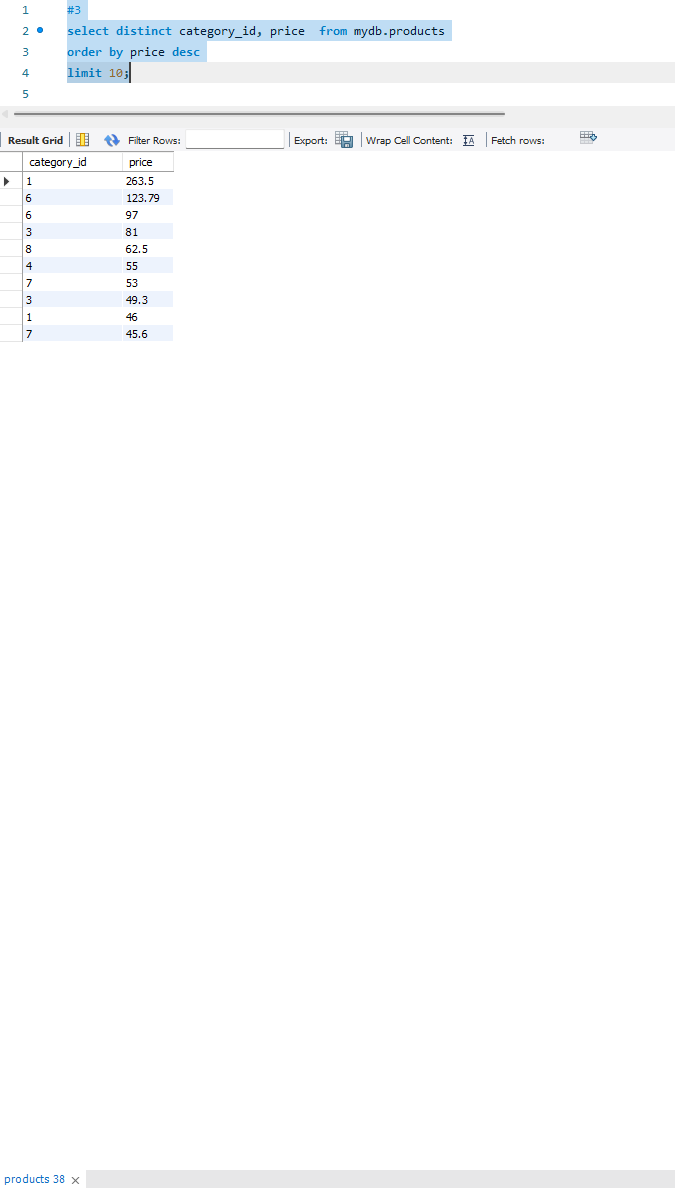 1 #3
2 select distinct category_id, price  from mydb.products
3 order by price desc
4 limit 10;
5
Result Grid Filter Rows: Export: Wrap Cell Content: Fetch rows:
category_id price
1 263.5
6 123.79
6 97
3 81
8 62.5
4 55
7 53
3 49.3
1 46
7 45.6
products 38